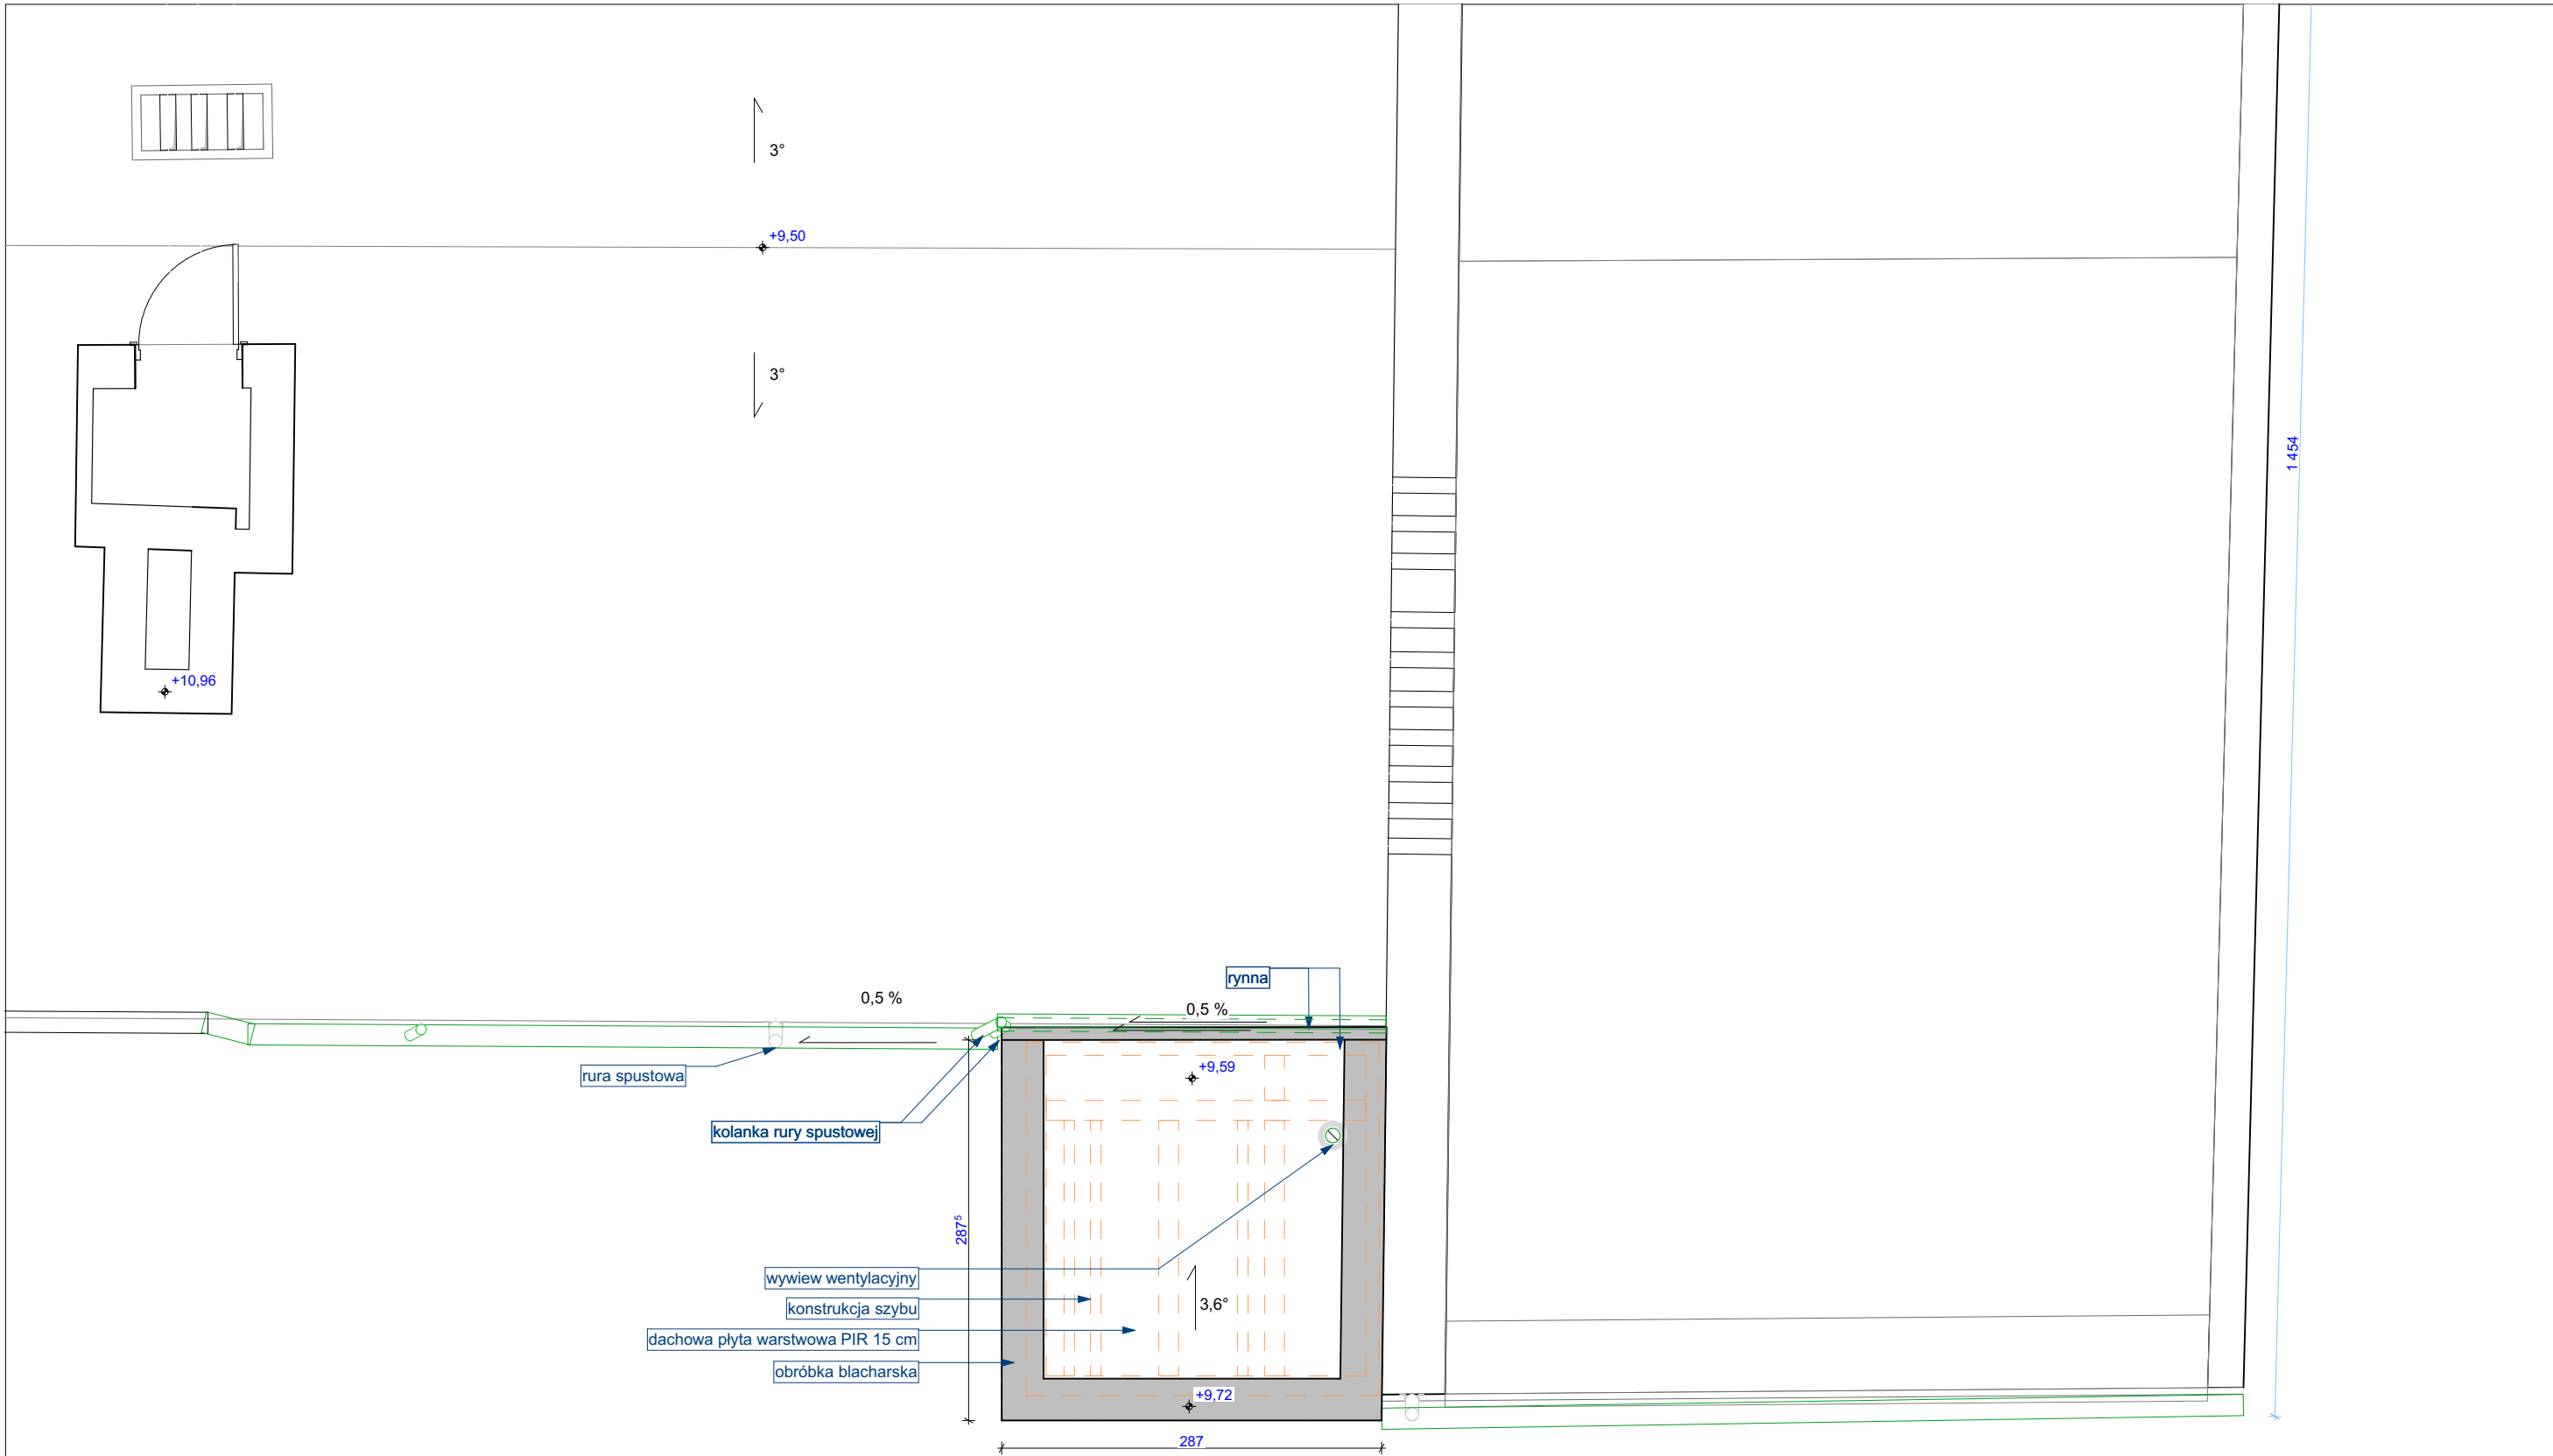 3°
+9,50
3°
1 454
+10,96
rynna
0,5 %
0,5 %
rura spustowa
+9,59
kolanka rury spustowej
287⁵
wywiew wentylacyjny
konstrukcja szybu
3,6°
dachowa płyta warstwowa PIR 15 cm
obróbka blacharska
+9,72
287